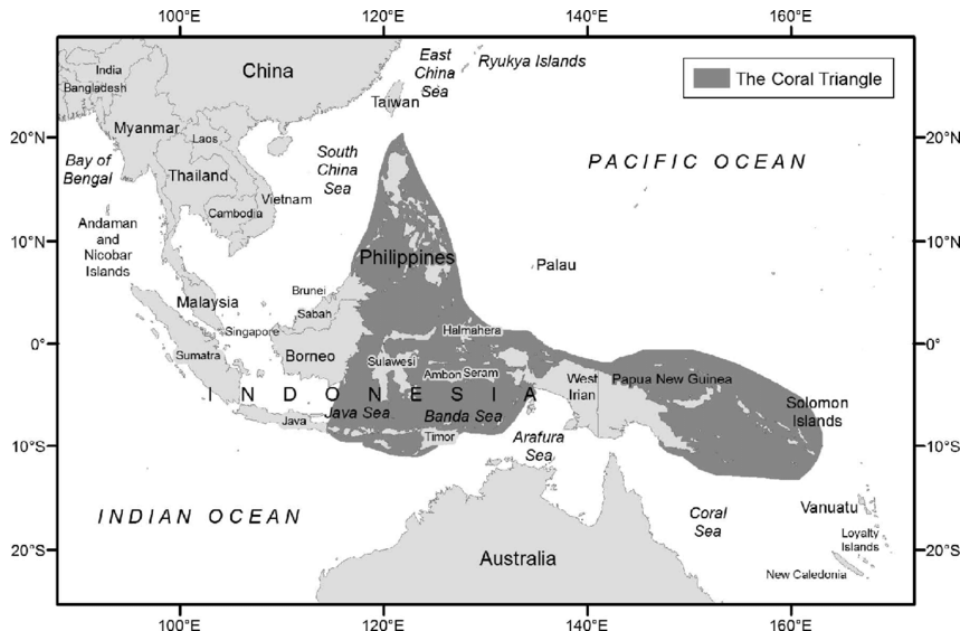 100°E 120°E 140°E 160°E
East
China
Sea
Ryukya Islands
The Coral Triangle
China
India
Bangladesh
Taiwan
Myanmar
Laos
20°N
20°N
Bay of
Bengal
South
China
Sea
PACIFIC OCEAN
Thailand
Vietnam
Cambodia
Andaman
and
Nicobar
Islands
10°N
10°N
Philippines
Palau
Brunei
Malaysia
Sabah
Singapore
Halmahera
0°
0°
Sumatra
Borneo
Sulawesi
Ambon
Seram
West
Irian
Papua New Guinea
INDONESIA
Java Sea
Banda Sea
Solomon
Islands
Java
Timor
Arafura
Sea
10°S
10°S
INDIAN OCEAN
Coral
Sea
Vanuatu
Loyalty
Islands
20°S
20°S
Australia
New Caledonia
100°E 120°E 140°E 160°E